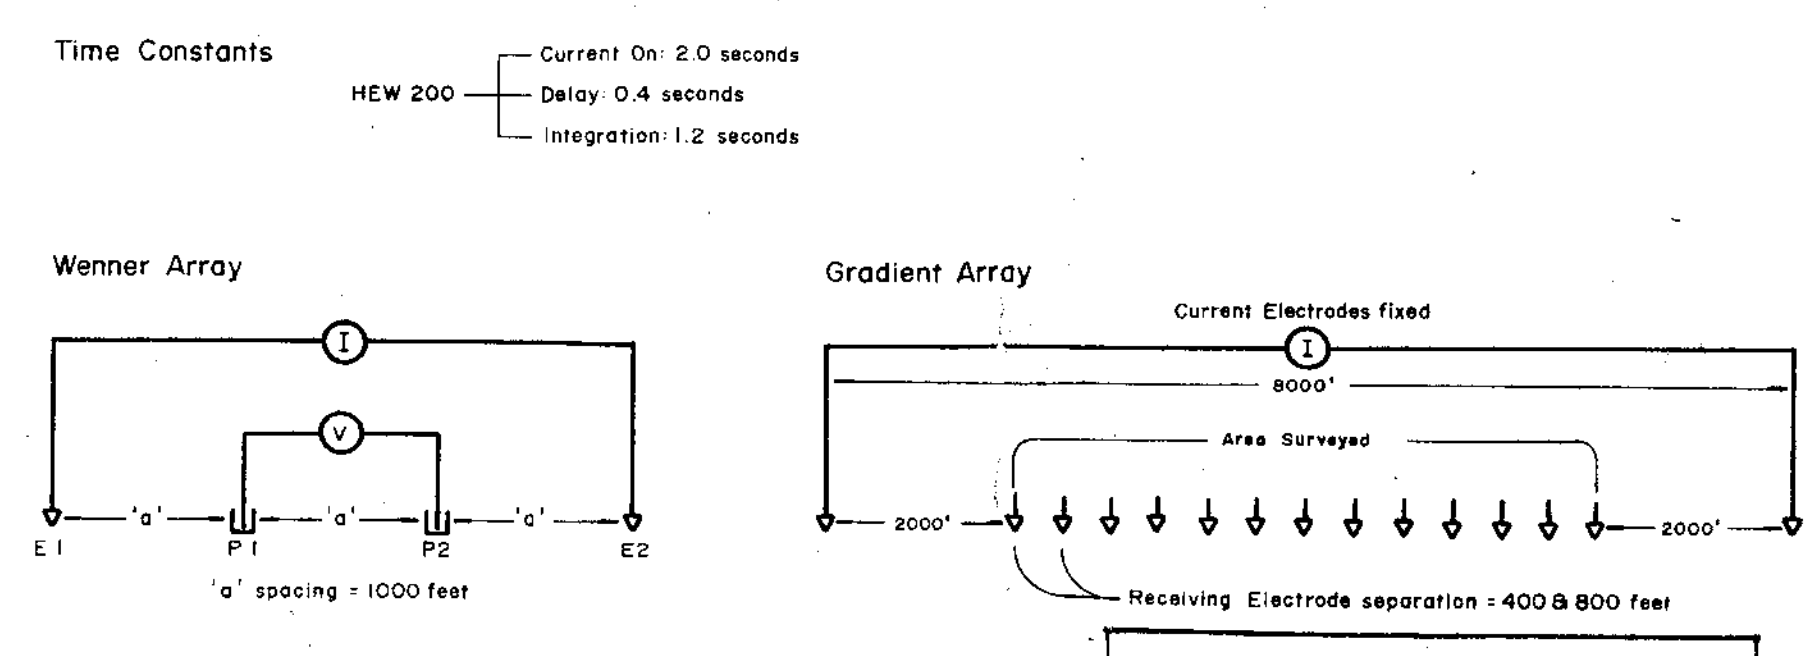 Time Constants
HEW 200
Current On: 2.0 seconds
Delay: 0.4 seconds
Integration: 1.2 seconds
Wenner Array
I
V
'a' 'a' 'a'
E1 P1 P2 E2
'a' spacing = 1000 feet
Gradient Array
Current Electrodes fixed
I
8000'
Area Surveyed
2000' 2000'
Receiving Electrode separation = 400 & 800 feet